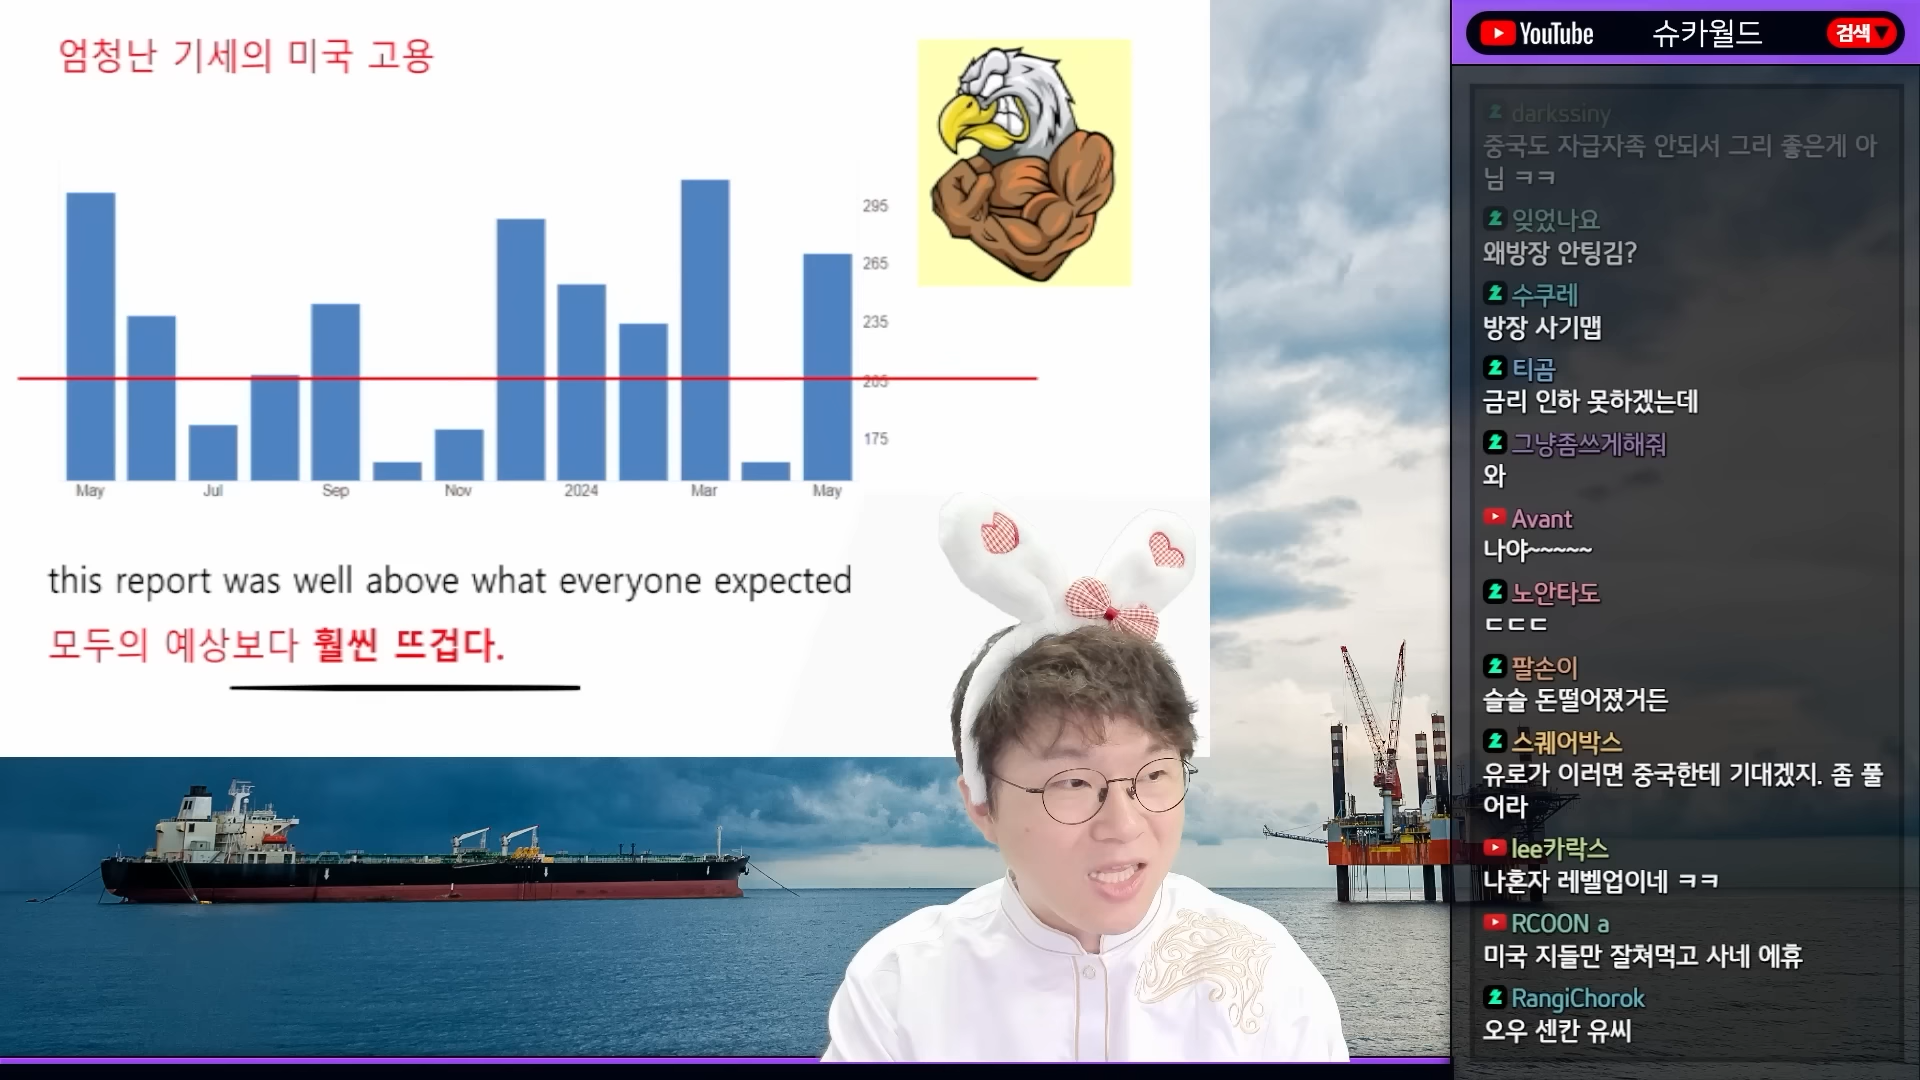 엄청난 기세의 미국 고용
295
265
235
205
175
May
Jul
Sep
Nov
2024
Mar
May
this report was well above what everyone expected
모두의 예상보다 훨씬 뜨겁다.
YouTube
슈카월드
검색
darkssiny
중국도 자급자족 안되서 그리 좋은게 아
님 ㅋㅋ
잊었나요
왜방장 안팅김?
수쿠레
방장 사기맵
티곰
금리 인하 못하겠는데
그냥좀쓰게해줘
와
Avant
나야~~~~~
노안타도
ㄷㄷㄷ
팔손이
슬슬 돈떨어졌거든
스퀘어박스
유로가 이러면 중국한테 기대겠지. 좀 풀
어라
lee카락스
나혼자 레벨업이네 ㅋㅋ
RCOON a
미국 지들만 잘쳐먹고 사네 에휴
RangiChorok
오우 센칸 유씨